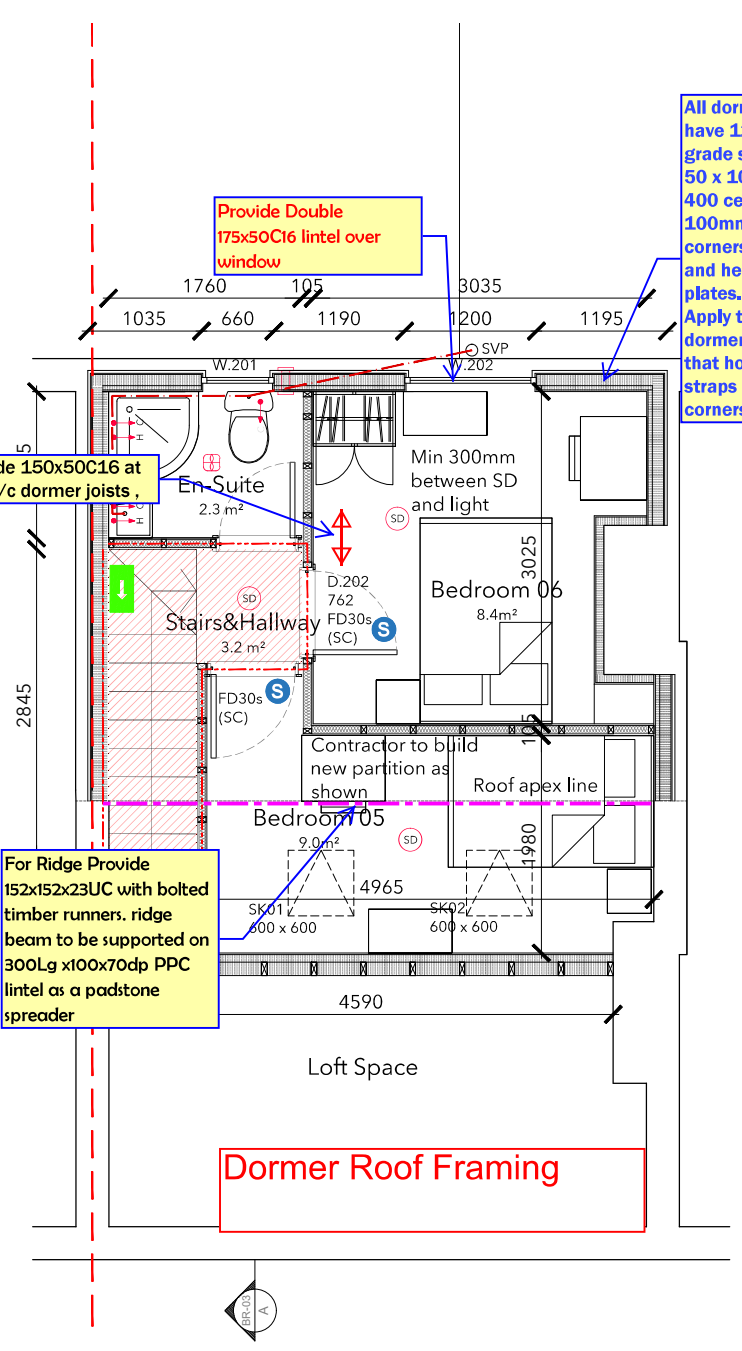 All dorm
have 1
grade s
50 x 10
400 ce
100mm
corners
and he
plates.
Apply t
dormer
that ho
straps
corners
Provide Double
175x50C16 lintel over
window
1760
105
3035
1035
660
1190
1200
1195
SVP
W.201
W.202
de 150x50C16 at
/c dormer joists ,
En-Suite
2.3 m²
H
C
H
C
5
Min 300mm
between SD
and light
SD
3025
Bedroom 06
8.4m²
D.202
762
FD30s
(SC)
S
SD
Stairs&Hallway
3.2 m²
2845
FD30s
(SC)
S
105
Contractor to build
new partition as
shown
Roof apex line
Bedroom 05
9.0m²
SD
1980
4965
SK01
600 x 600
SK02
600 x 600
For Ridge Provide
152x152x23UC with bolted
timber runners. ridge
beam to be supported on
300Lg x100x70dp PPC
lintel as a padstone
spreader
4590
Loft Space
Dormer Roof Framing
BR-03
A